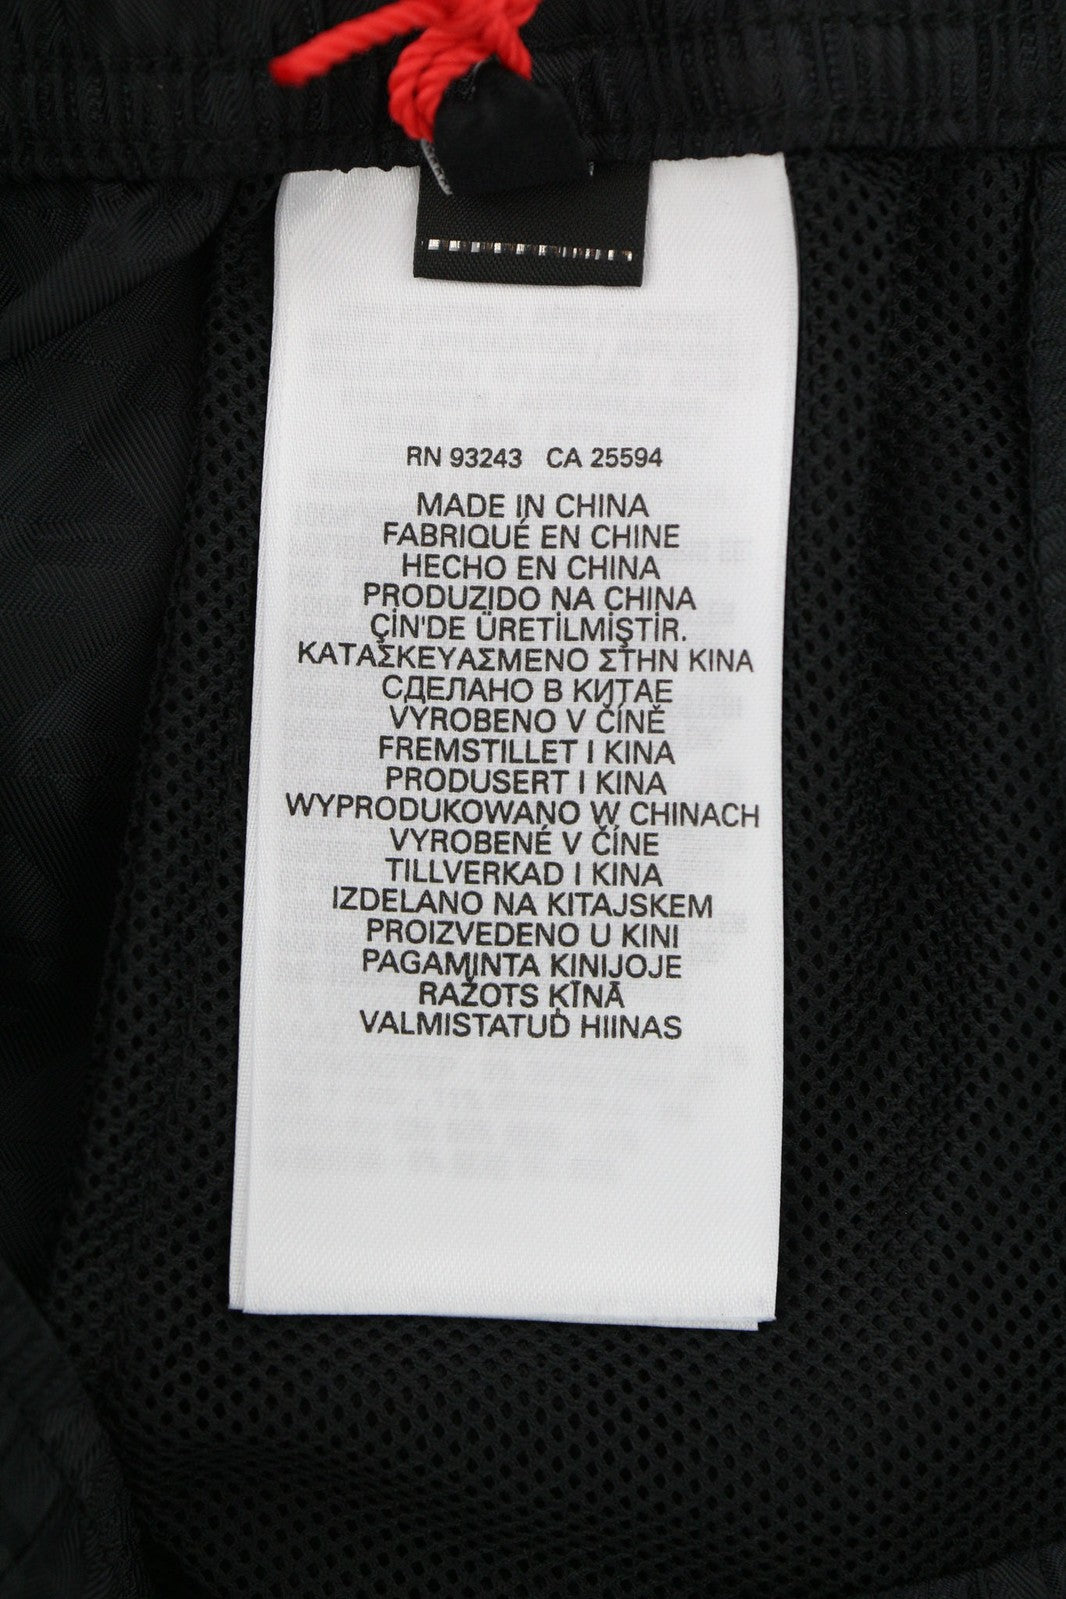 RN 93243 CA 25594
MADE IN CHINA
FABRIQUÉ EN CHINE
HECHO EN CHINA
PRODUZIDO NA CHINA
ÇİN'DE ÜRETİLMİŞTİR.
ΚΑΤΑΣΚΕΥΑΣΜΕΝΟ ΣΤΗΝ ΚΙΝΑ
СДЕЛАНО В КИТАЕ
VYROBENO V ČÍNĚ
FREMSTILLET I KINA
PRODUSERT I KINA
WYPRODUKOWANO W CHINACH
VYROBENÉ V ČÍNE
TILLVERKAD I KINA
IZDELANO NA KITAJSKEM
PROIZVEDENO U KINI
PAGAMINTA KINIJOJE
RAŽOTS ĶĪNĀ
VALMISTATUD HIINAS